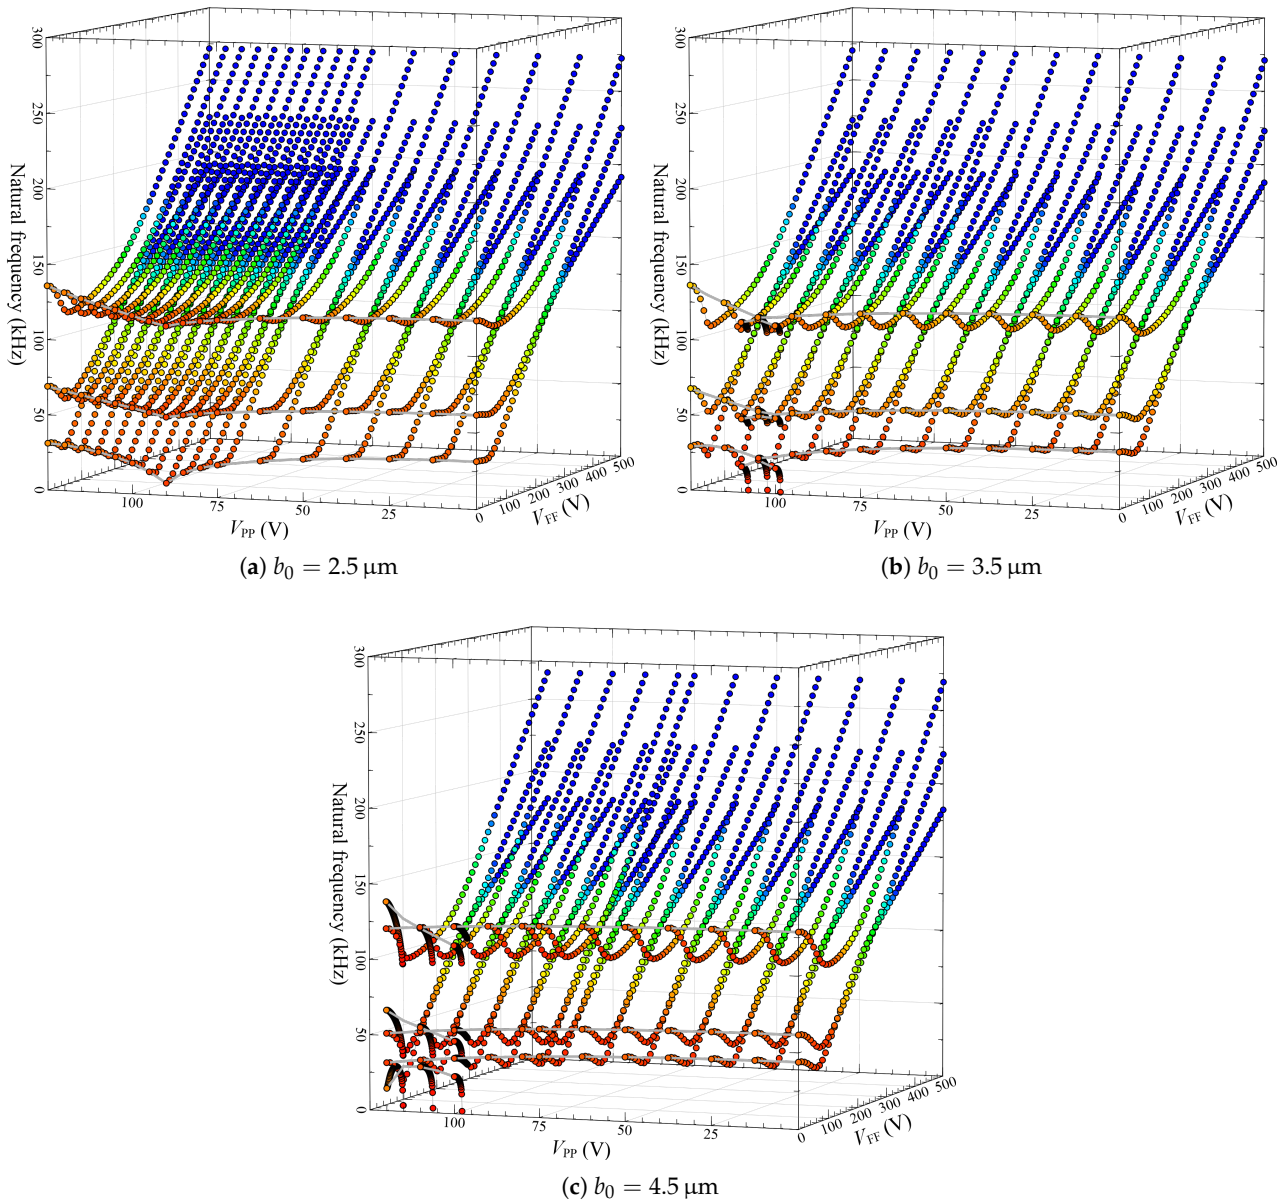 300
250
200
150
100
50
0
Natural frequency (kHz)
100
75
50
25
V_PP (V)
0 100 200 300 400 500
V_FF (V)
(a) b₀ = 2.5 μm
300
250
200
150
100
50
0
Natural frequency (kHz)
100
75
50
25
V_PP (V)
0 100 200 300 400 500
V_FF (V)
(b) b₀ = 3.5 μm
300
250
200
150
100
50
0
Natural frequency (kHz)
100
75
50
25
V_PP (V)
0 100 200 300 400 500
V_FF (V)
(c) b₀ = 4.5 μm